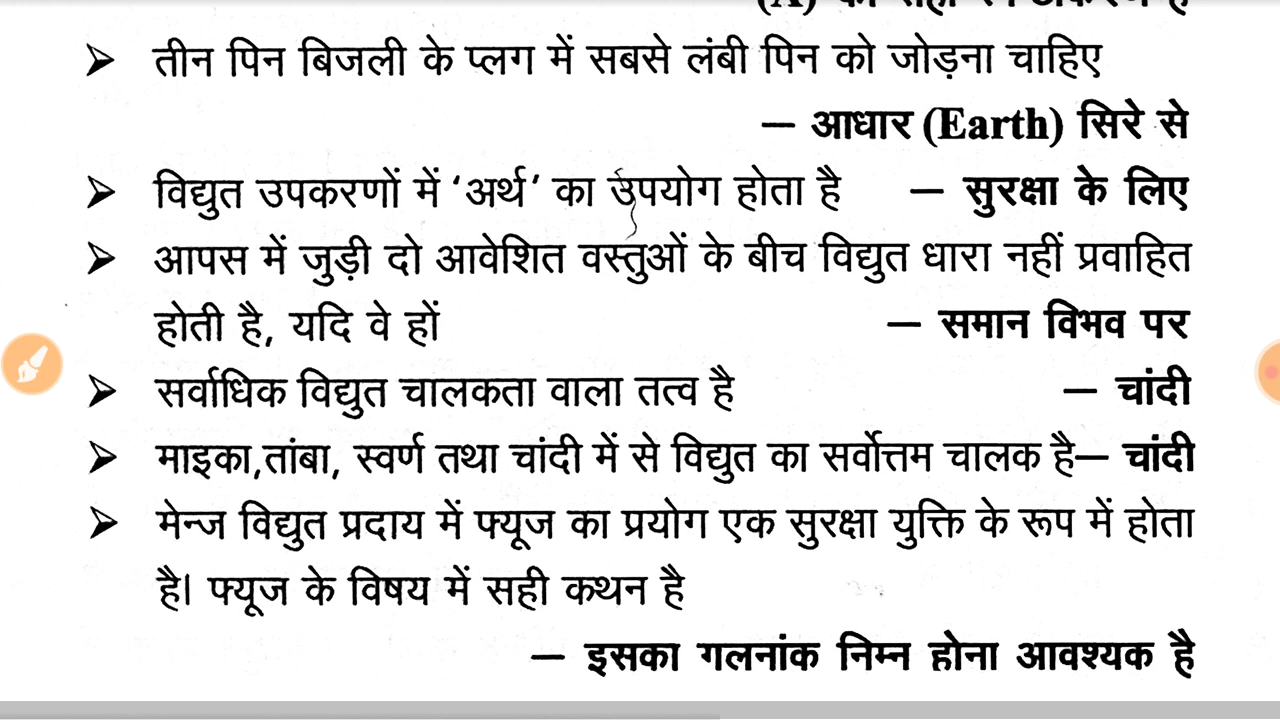 ➢ तीन पिन बिजली के प्लग में सबसे लंबी पिन को जोड़ना चाहिए
– आधार (Earth) सिरे से
➢ विद्युत उपकरणों में ‘अर्थ’ का उपयोग होता है – सुरक्षा के लिए
➢ आपस में जुड़ी दो आवेशित वस्तुओं के बीच विद्युत धारा नहीं प्रवाहित
होती है, यदि वे हों – समान विभव पर
➢ सर्वाधिक विद्युत चालकता वाला तत्व है – चांदी
➢ माइका,तांबा, स्वर्ण तथा चांदी में से विद्युत का सर्वोत्तम चालक है– चांदी
➢ मेन्ज विद्युत प्रदाय में फ्यूज का प्रयोग एक सुरक्षा युक्ति के रूप में होता
है। फ्यूज के विषय में सही कथन है
– इसका गलनांक निम्न होना आवश्यक है